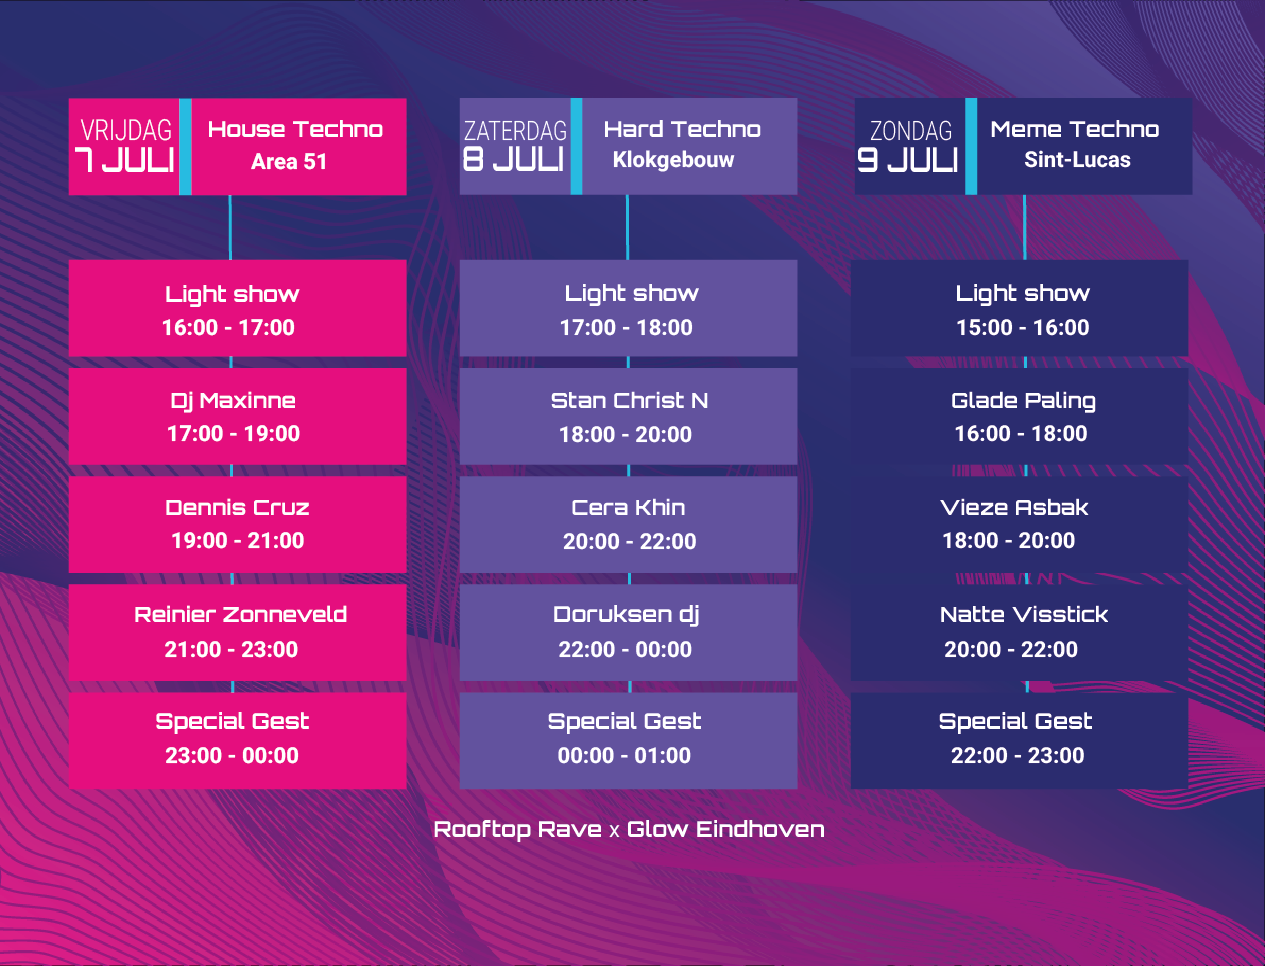 VRIJDAG
7 JULI
House Techno
Area 51
Light show
16:00 - 17:00
Dj Maxinne
17:00 - 19:00
Dennis Cruz
19:00 - 21:00
Reinier Zonneveld
21:00 - 23:00
Special Gest
23:00 - 00:00
ZATERDAG
8 JULI
Hard Techno
Klokgebouw
Light show
17:00 - 18:00
Stan Christ N
18:00 - 20:00
Cera Khin
20:00 - 22:00
Doruksen dj
22:00 - 00:00
Special Gest
00:00 - 01:00
ZONDAG
9 JULI
Meme Techno
Sint-Lucas
Light show
15:00 - 16:00
Glade Paling
16:00 - 18:00
Vieze Asbak
18:00 - 20:00
Natte Visstick
20:00 - 22:00
Special Gest
22:00 - 23:00
Rooftop Rave x Glow Eindhoven